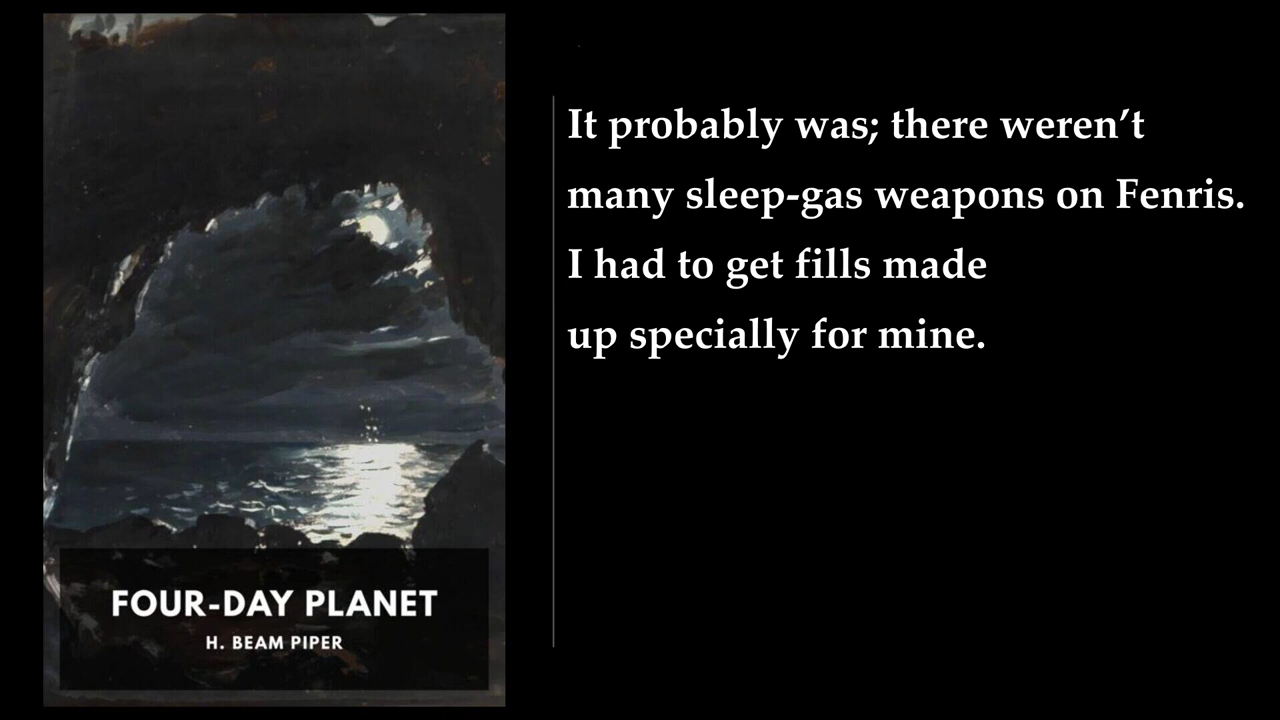 It probably was; there weren’t
many sleep-gas weapons on Fenris.
I had to get fills made
up specially for mine.
FOUR-DAY PLANET
H. BEAM PIPER